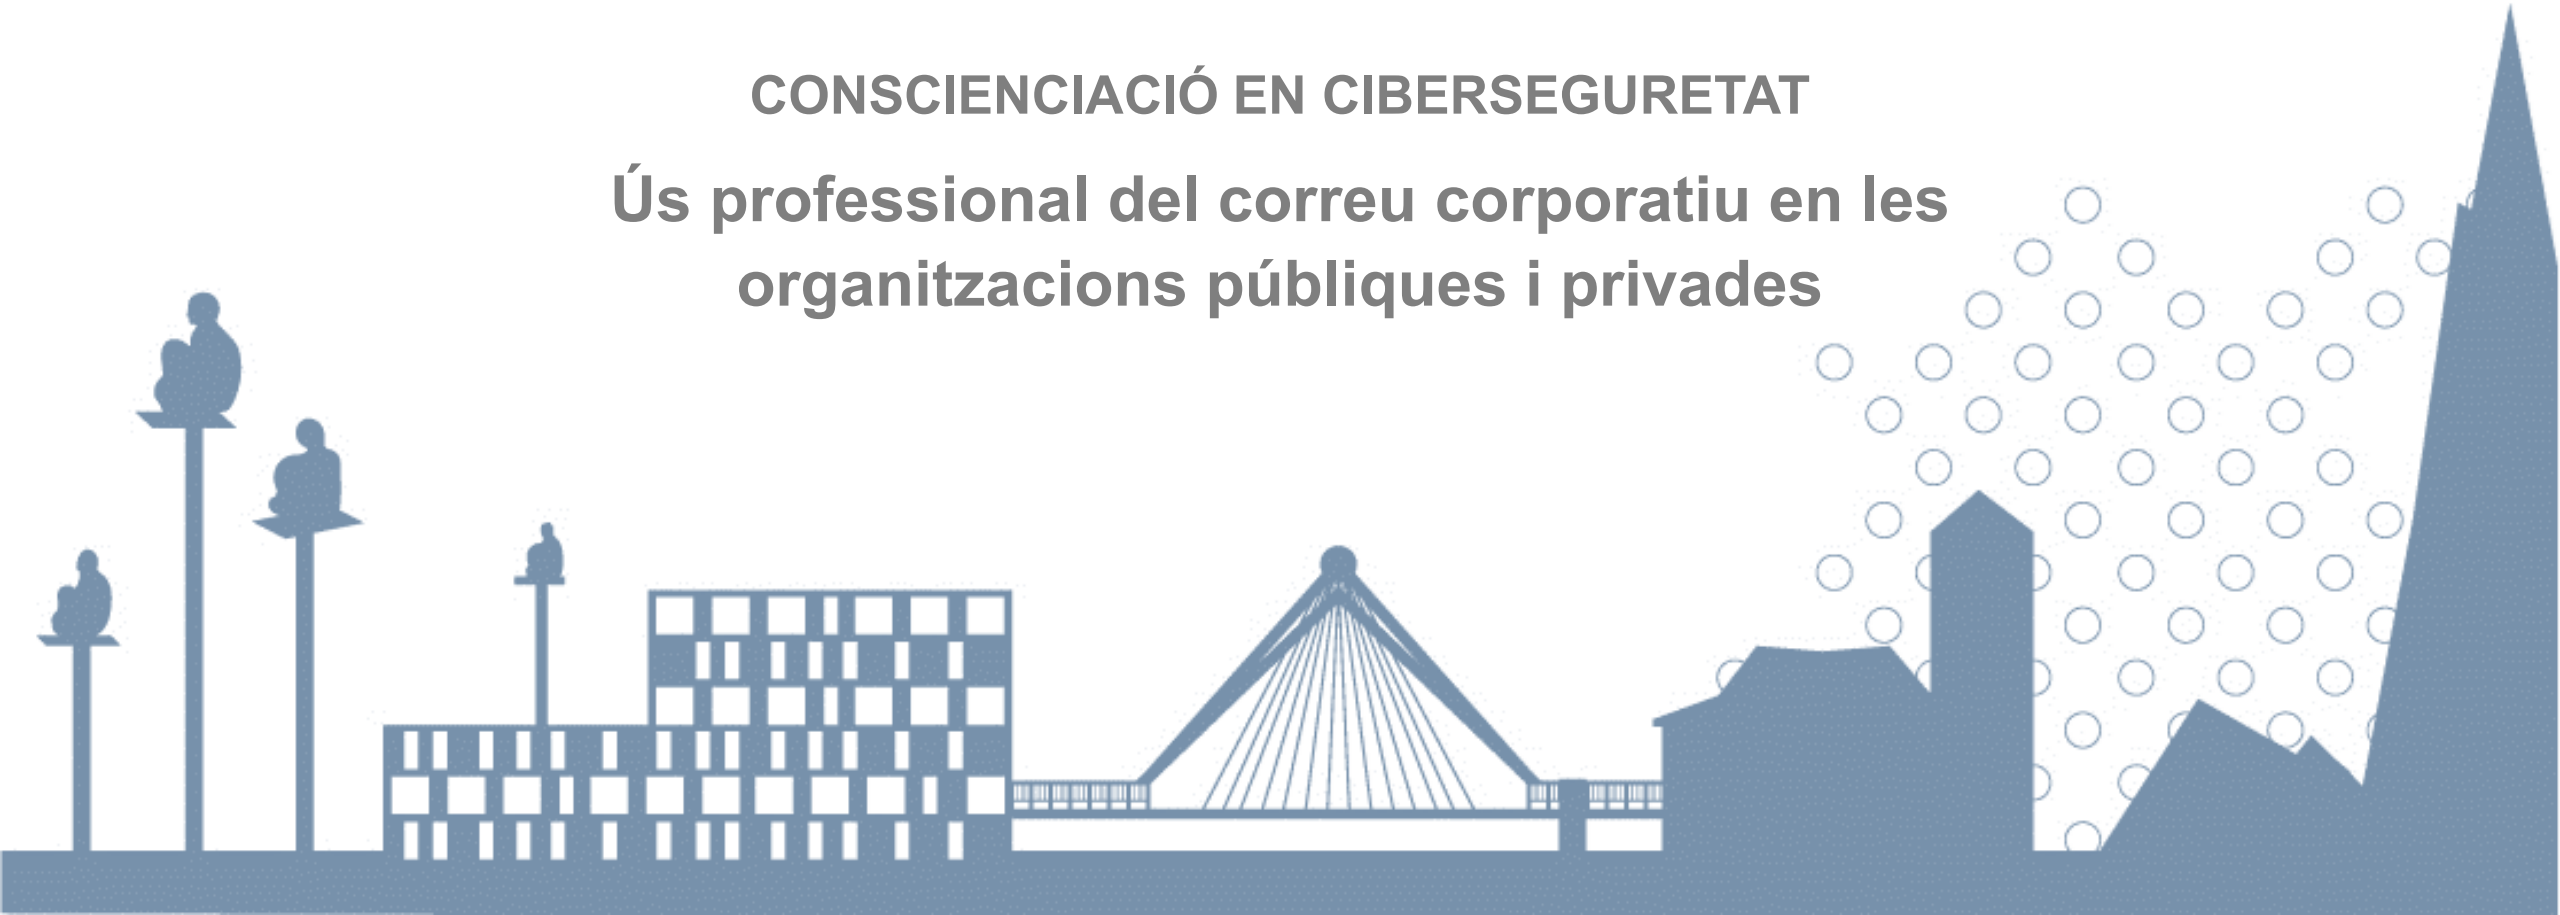 CONSCIENCIACIÓ EN CIBERSEGURETAT
Ús professional del correu corporatiu en les
organitzacions públiques i privades